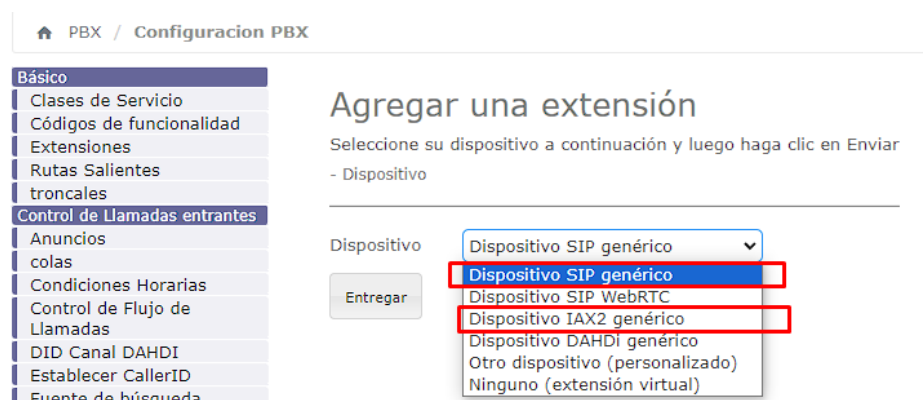 PBX / Configuracion PBX
Básico
Clases de Servicio
Códigos de funcionalidad
Extensiones
Rutas Salientes
troncales
Control de Llamadas entrantes
Anuncios
colas
Condiciones Horarias
Control de Flujo de
Llamadas
DID Canal DAHDI
Establecer CallerID
Fuente de búsqueda
Agregar una extensión
Seleccione su dispositivo a continuación y luego haga clic en Enviar
- Dispositivo
Dispositivo
Dispositivo SIP genérico
Dispositivo SIP genérico
Dispositivo SIP WebRTC
Dispositivo IAX2 genérico
Dispositivo DAHDi genérico
Otro dispositivo (personalizado)
Ninguno (extensión virtual)
Entregar